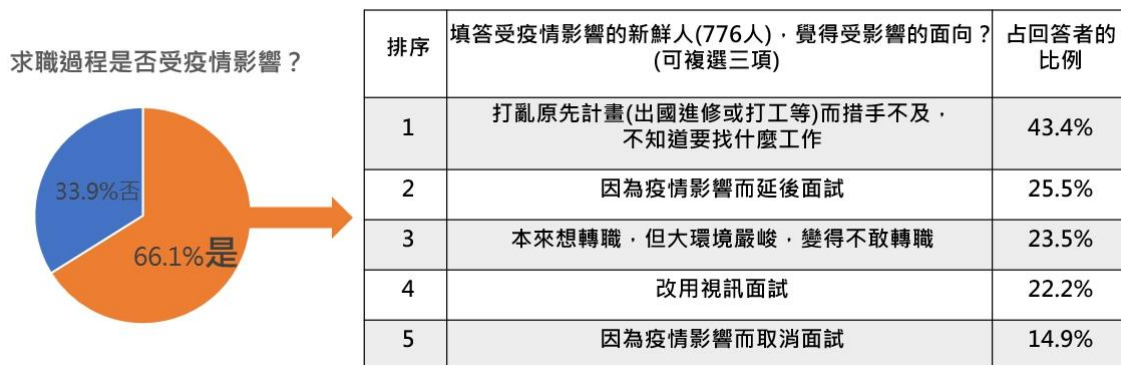 求職過程是否受疫情影響？
33.9%否
66.1%是
排序
填答受疫情影響的新鮮人(776人)，覺得受影響的面向？
(可複選三項)
占回答者的
比例
1
打亂原先計畫(出國進修或打工等)而措手不及，
不知道要找什麼工作
43.4%
2
因為疫情影響而延後面試
25.5%
3
本來想轉職，但大環境嚴峻，變得不敢轉職
23.5%
4
改用視訊面試
22.2%
5
因為疫情影響而取消面試
14.9%